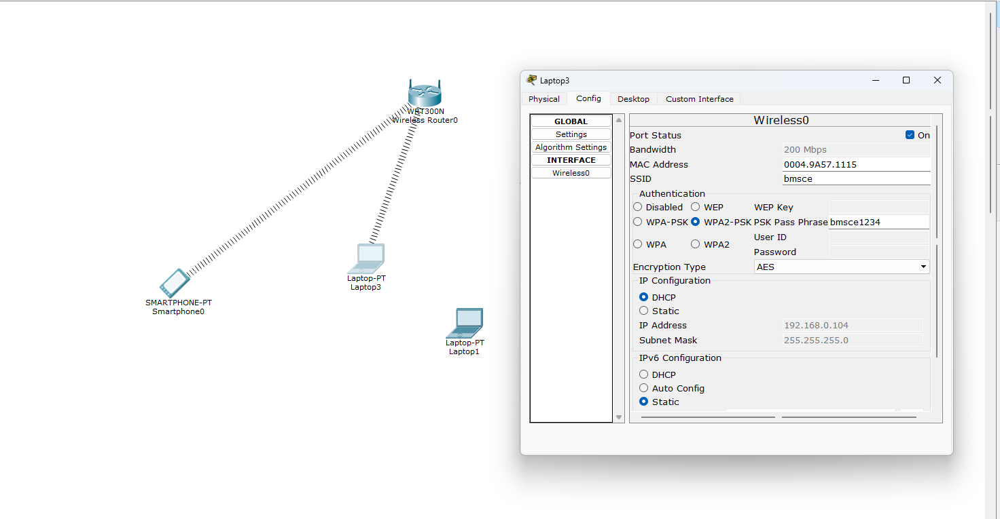 WRT300N
Wireless Router0
Laptop-PT
Laptop3
SMARTPHONE-PT
Smartphone0
Laptop-PT
Laptop1
Laptop3
Physical Config Desktop Custom Interface
GLOBAL
Settings
Algorithm Settings
INTERFACE
Wireless0
Wireless0
Port Status On
Bandwidth 200 Mbps
MAC Address 0004.9A57.1115
SSID bmsce
Authentication
Disabled WEP WEP Key
WPA-PSK WPA2-PSK PSK Pass Phrase bmsce1234
User ID
WPA WPA2
Password
Encryption Type AES
IP Configuration
DHCP
Static
IP Address 192.168.0.104
Subnet Mask 255.255.255.0
IPv6 Configuration
DHCP
Auto Config
Static